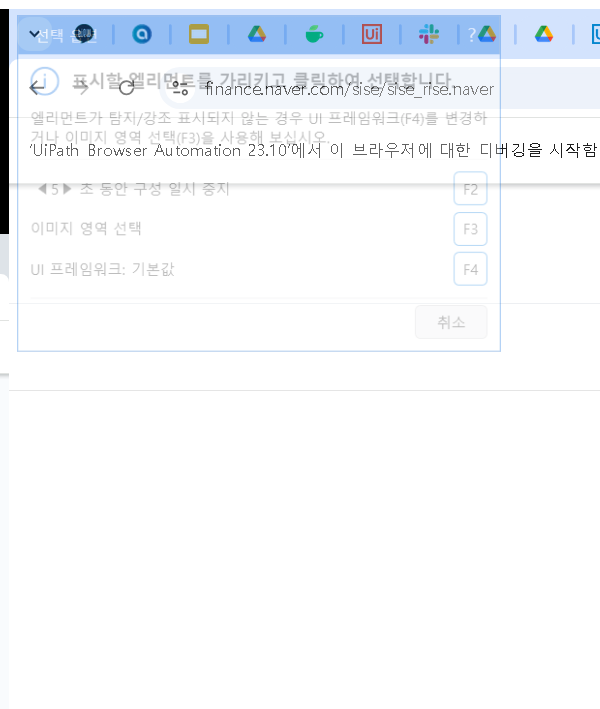 선택 옵션
?
표시할 엘리먼트를 가리키고 클릭하여 선택합니다.
finance.naver.com/sise/sise_rise.naver
엘리먼트가 탐지/강조 표시되지 않는 경우 UI 프레임워크(F4)를 변경하
거나 이미지 영역 선택(F3)을 사용해 보십시오.
'UiPath Browser Automation 23.10'에서 이 브라우저에 대한 디버깅을 시작함
5 초 동안 구성 일시 중지 F2
이미지 영역 선택 F3
UI 프레임워크: 기본값 F4
취소